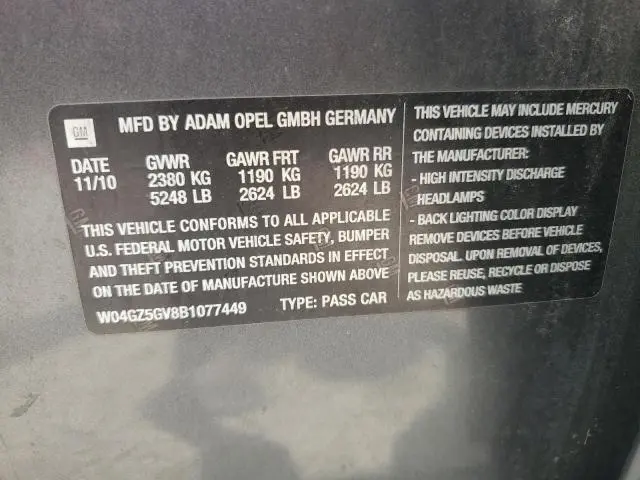 GM
MFD BY ADAM OPEL GMBH GERMANY
DATE GVWR GAWR FRT GAWR RR
11/10 2380 KG 1190 KG 1190 KG
5248 LB 2624 LB 2624 LB
THIS VEHICLE CONFORMS TO ALL APPLICABLE
U.S. FEDERAL MOTOR VEHICLE SAFETY, BUMPER
AND THEFT PREVENTION STANDARDS IN EFFECT
ON THE DATE OF MANUFACTURE SHOWN ABOVE
W04GZ5GV8B1077449 TYPE: PASS CAR
THIS VEHICLE MAY INCLUDE MERCURY
CONTAINING DEVICES INSTALLED BY
THE MANUFACTURER:
- HIGH INTENSITY DISCHARGE
HEADLAMPS
- BACK LIGHTING COLOR DISPLAY
REMOVE DEVICES BEFORE VEHICLE
DISPOSAL. UPON REMOVAL OF DEVICES,
PLEASE REUSE, RECYCLE OR DISPOSE
AS HAZARDOUS WASTE